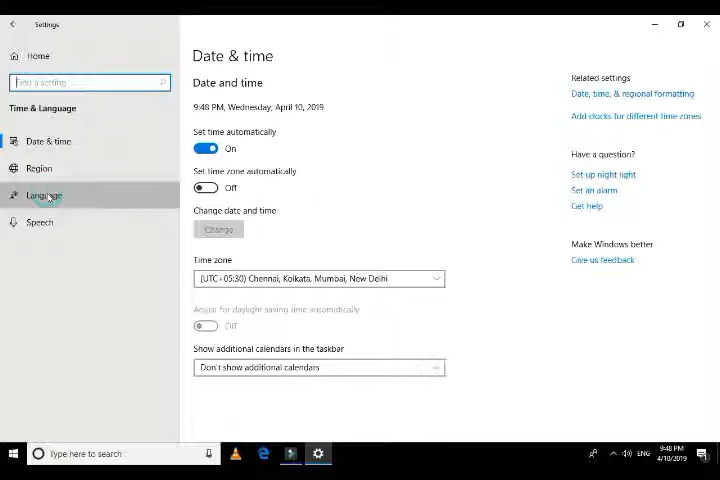 Settings
Home
Find a setting
Time & Language
Date & time
Region
Language
Speech
Date & time
Date and time
9:48 PM, Wednesday, April 10, 2019
Set time automatically
On
Set time zone automatically
Off
Change date and time
Change
Time zone
(UTC+05:30) Chennai, Kolkata, Mumbai, New Delhi
Adjust for daylight saving time automatically
Off
Show additional calendars in the taskbar
Don't show additional calendars
Related settings
Date, time, & regional formatting
Add clocks for different time zones
Have a question?
Set up night light
Set an alarm
Get help
Make Windows better
Give us feedback
Type here to search
ENG
9:48 PM
4/10/2019